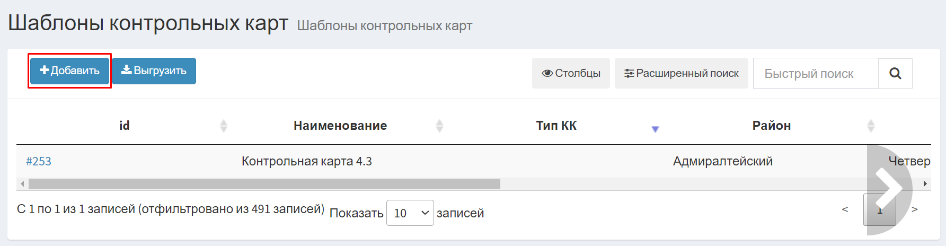 Шаблоны контрольных карт Шаблоны контрольных карт
Добавить Выгрузить Столбцы Расширенный поиск Быстрый поиск
id Наименование Тип КК Район
#253 Контрольная карта 4.3 Адмиралтейский Четвер
С 1 по 1 из 1 записей (отфильтровано из 491 записей) Показать 10 записей < 1 >